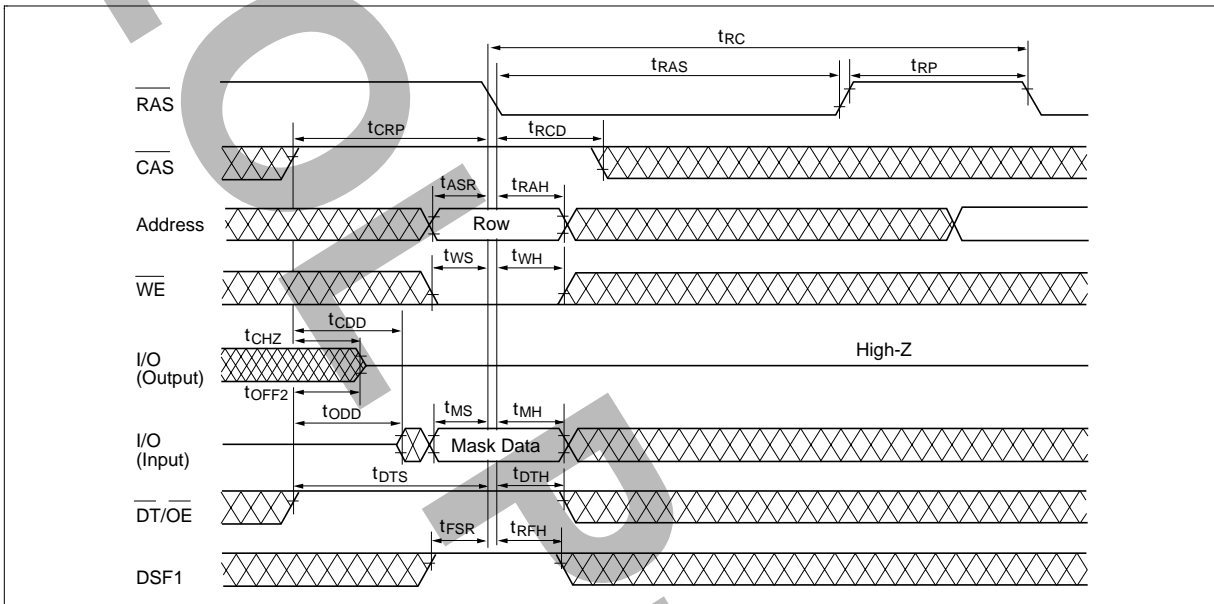 tRC
tRAS
tRP
RAS
tCRP
tRCD
CAS
tASR
tRAH
Address
Row
tWS
tWH
WE
tCDD
tCHZ
High-Z
I/O
(Output)
tOFF2
tODD
tMS
tMH
I/O
(Input)
Mask Data
tDTS
tDTH
DT/OE
tFSR
tRFH
DSF1